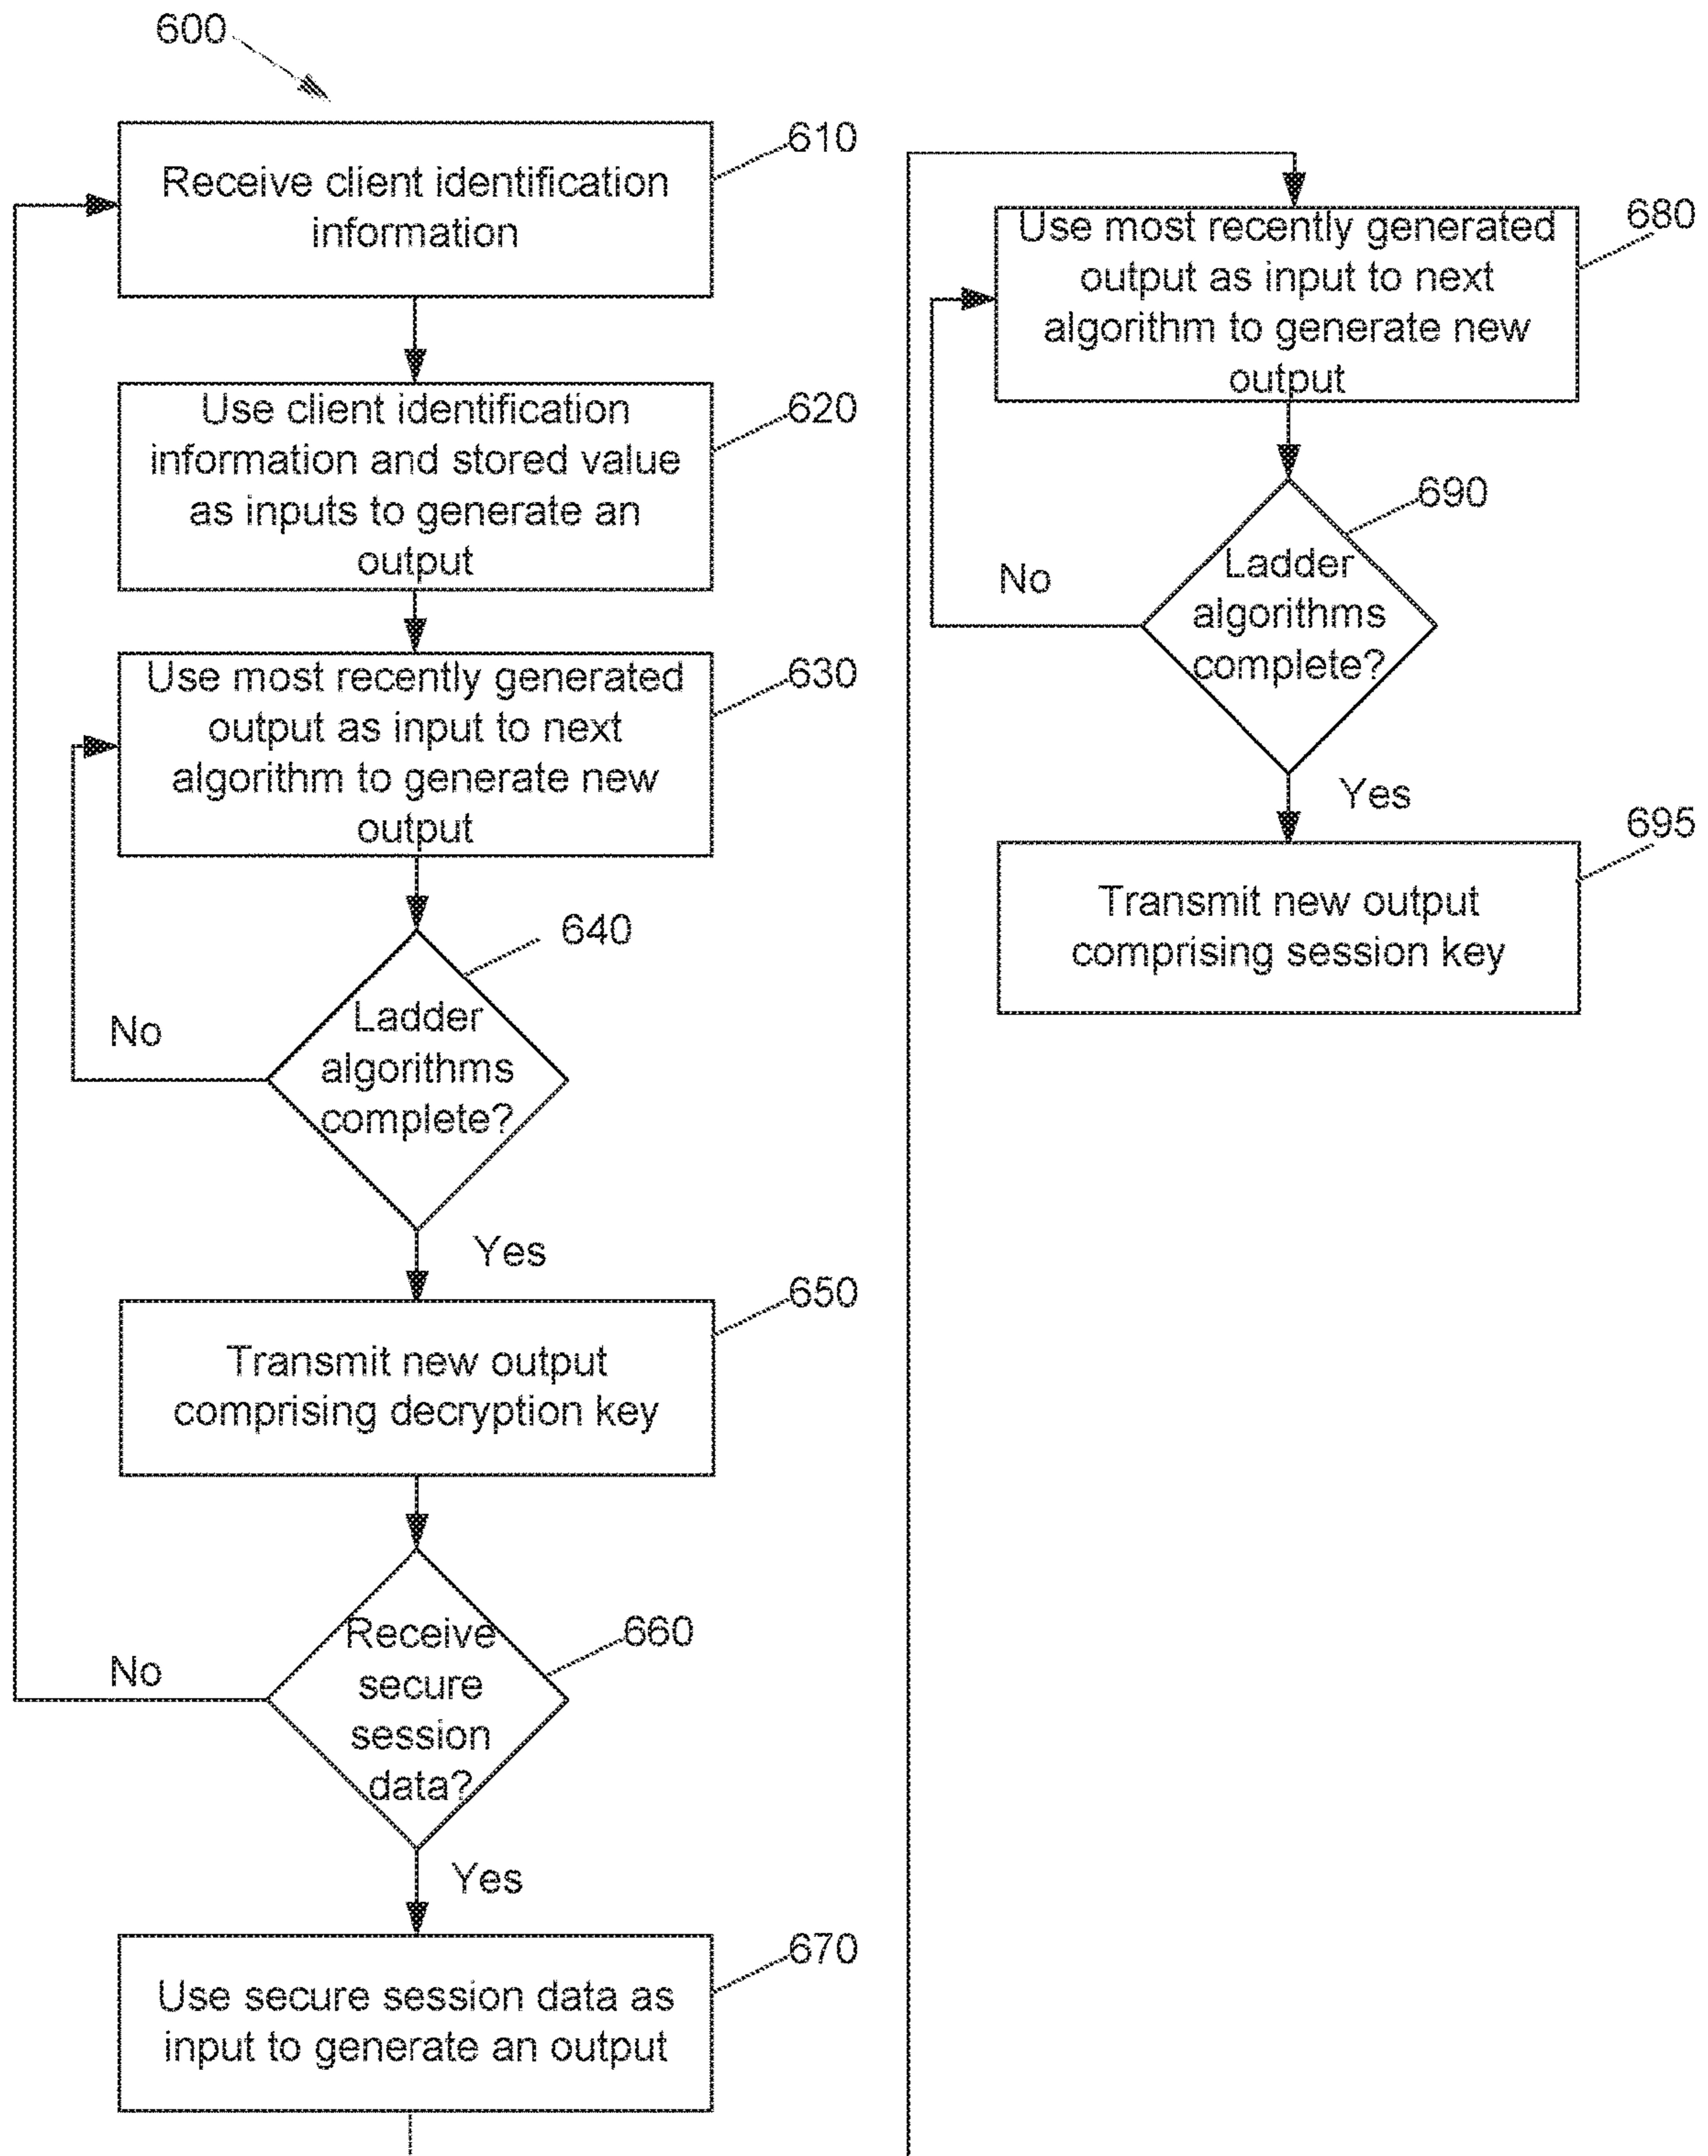 600
610
Receive client identification
information
620
Use client identification
information and stored value
as inputs to generate an
output
630
Use most recently generated
output as input to next
algorithm to generate new
output
640
Ladder
algorithms
complete?
No
Yes
650
Transmit new output
comprising decryption key
660
Receive
secure
session
data?
No
Yes
670
Use secure session data as
input to generate an output
680
Use most recently generated
output as input to next
algorithm to generate new
output
690
Ladder
algorithms
complete?
No
Yes
695
Transmit new output
comprising session key